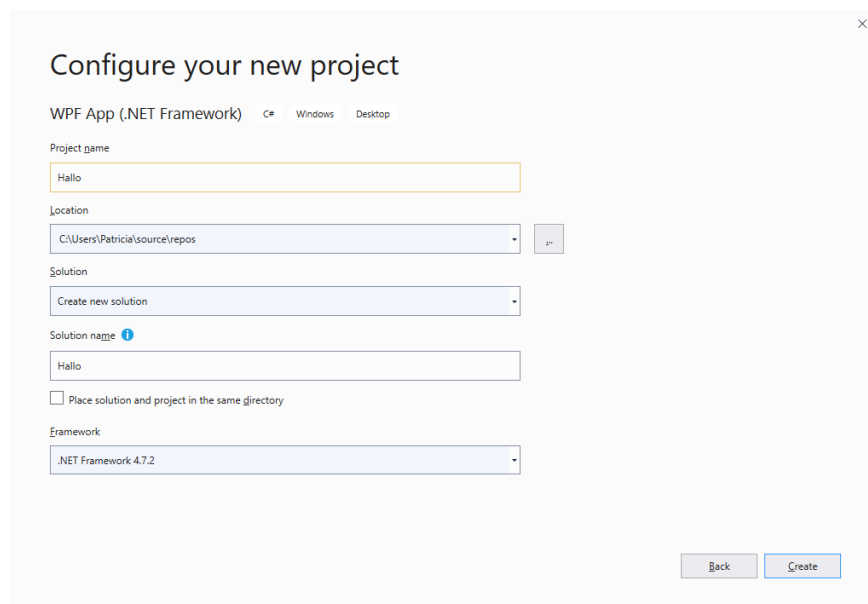 Configure your new project
WPF App (.NET Framework) C# Windows Desktop
Project name
Hallo
Location
C:\Users\Patricia\source\repos
...
Solution
Create new solution
Solution name
Hallo
Place solution and project in the same directory
Framework
.NET Framework 4.7.2
Back Create